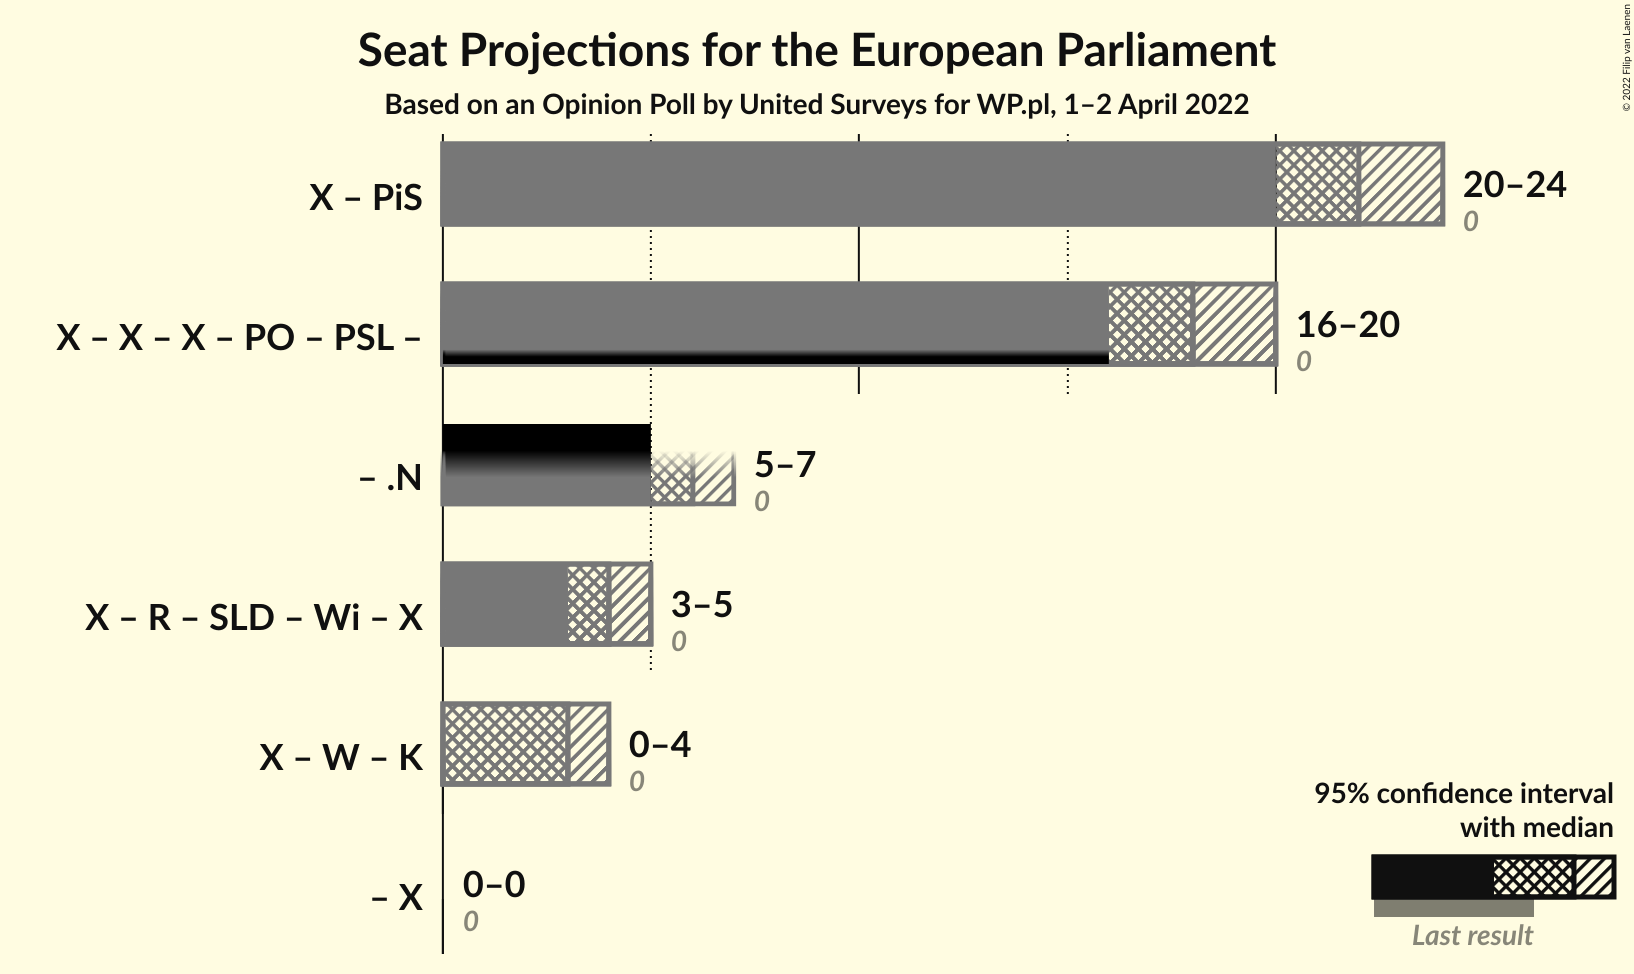 Seat Projections for the European Parliament
Based on an Opinion Poll by United Surveys for WP.pl, 1–2 April 2022
© 2022 Filip van Laenen
X – PiS
20–24
0
X – X – X – PO – PSL –
16–20
0
– .N
5–7
0
X – R – SLD – Wi – X
3–5
0
X – W – K
0–4
0
– X
0–0
0
95% confidence interval
with median
Last result